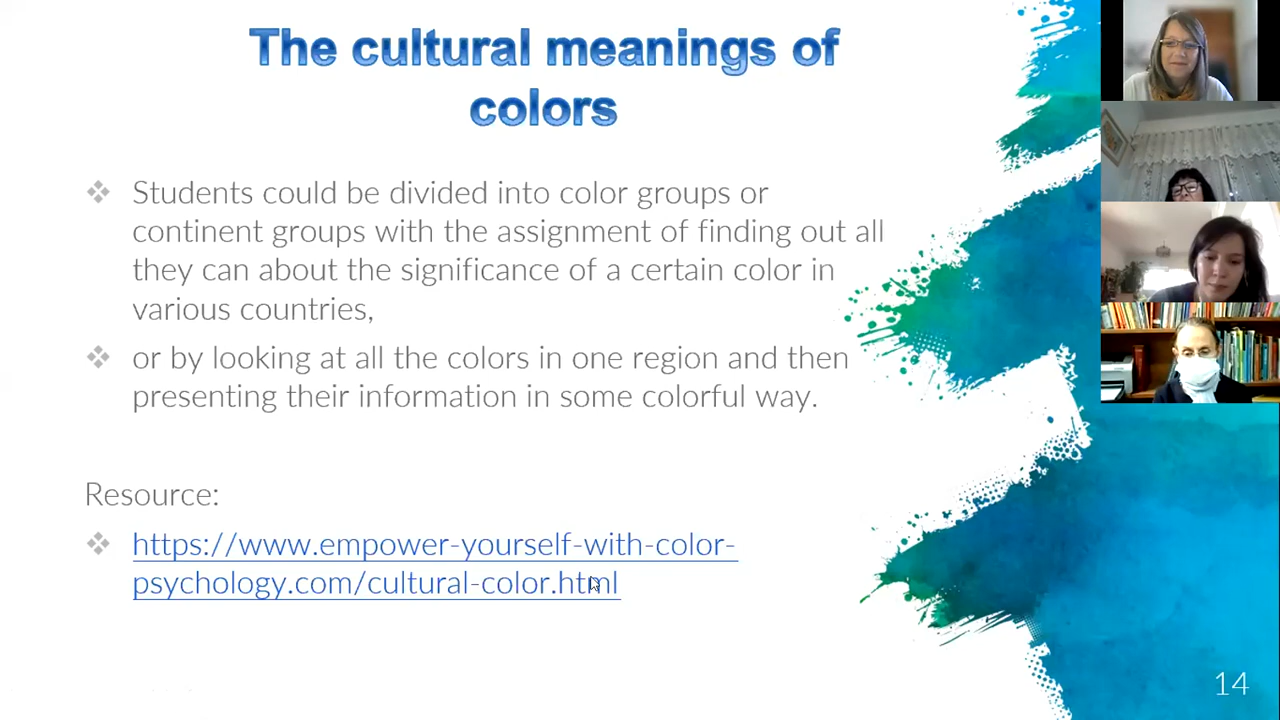 The cultural meanings of
colors
❖ Students could be divided into color groups or
continent groups with the assignment of finding out all
they can about the significance of a certain color in
various countries,
❖ or by looking at all the colors in one region and then
presenting their information in some colorful way.
Resource:
❖ https://www.empower-yourself-with-color-
psychology.com/cultural-color.html
14